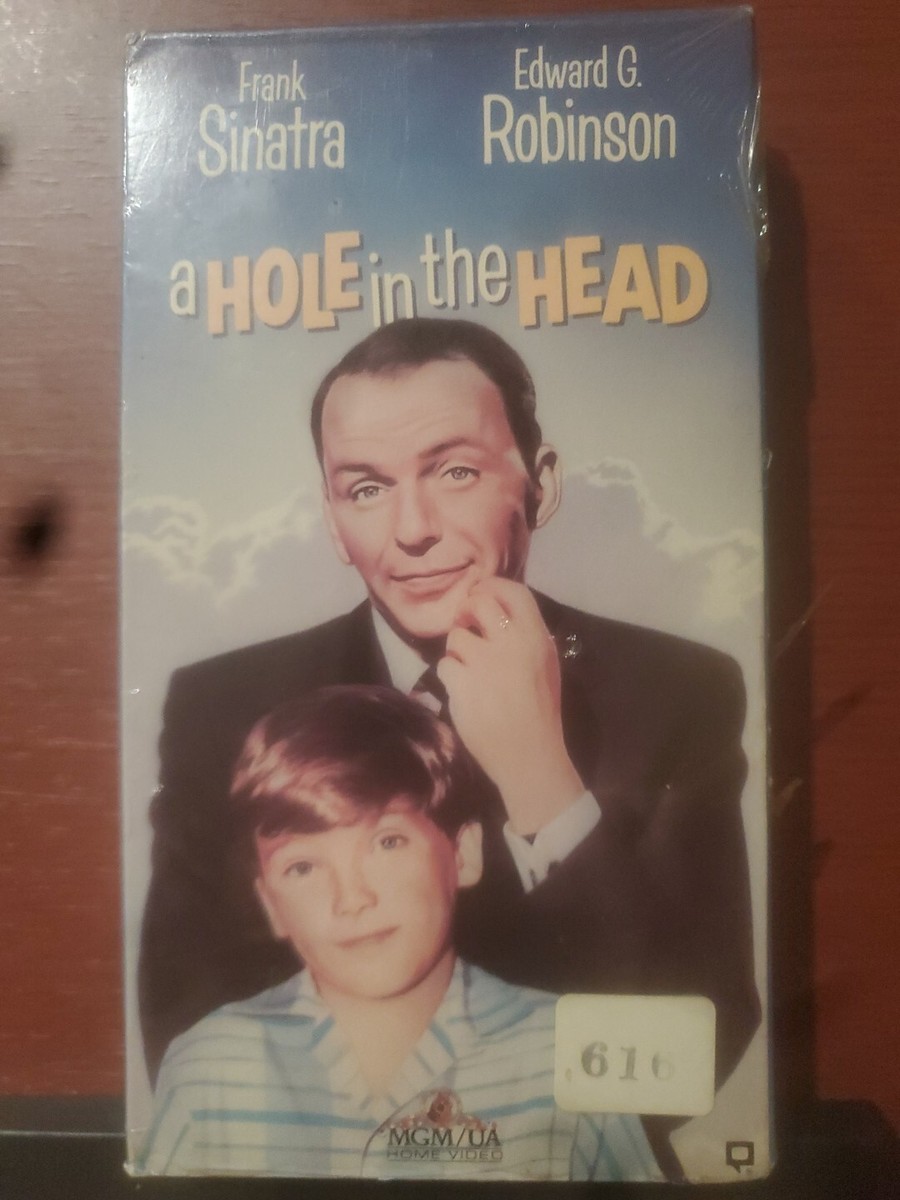 Frank
Sinatra
Edward G.
Robinson
a HOLE in the HEAD
616
MGM/UA
HOME VIDEO